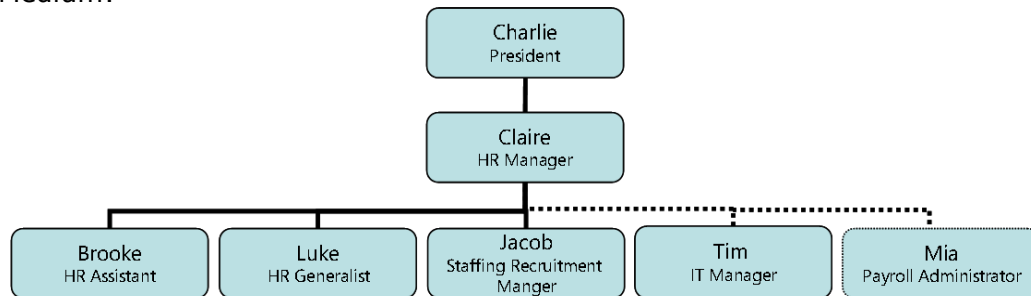 Medium:
Charlie
President
Claire
HR Manager
Brooke
HR Assistant
Luke
HR Generalist
Jacob
Staffing Recruitment
Manger
Tim
IT Manager
Mia
Payroll Administrator